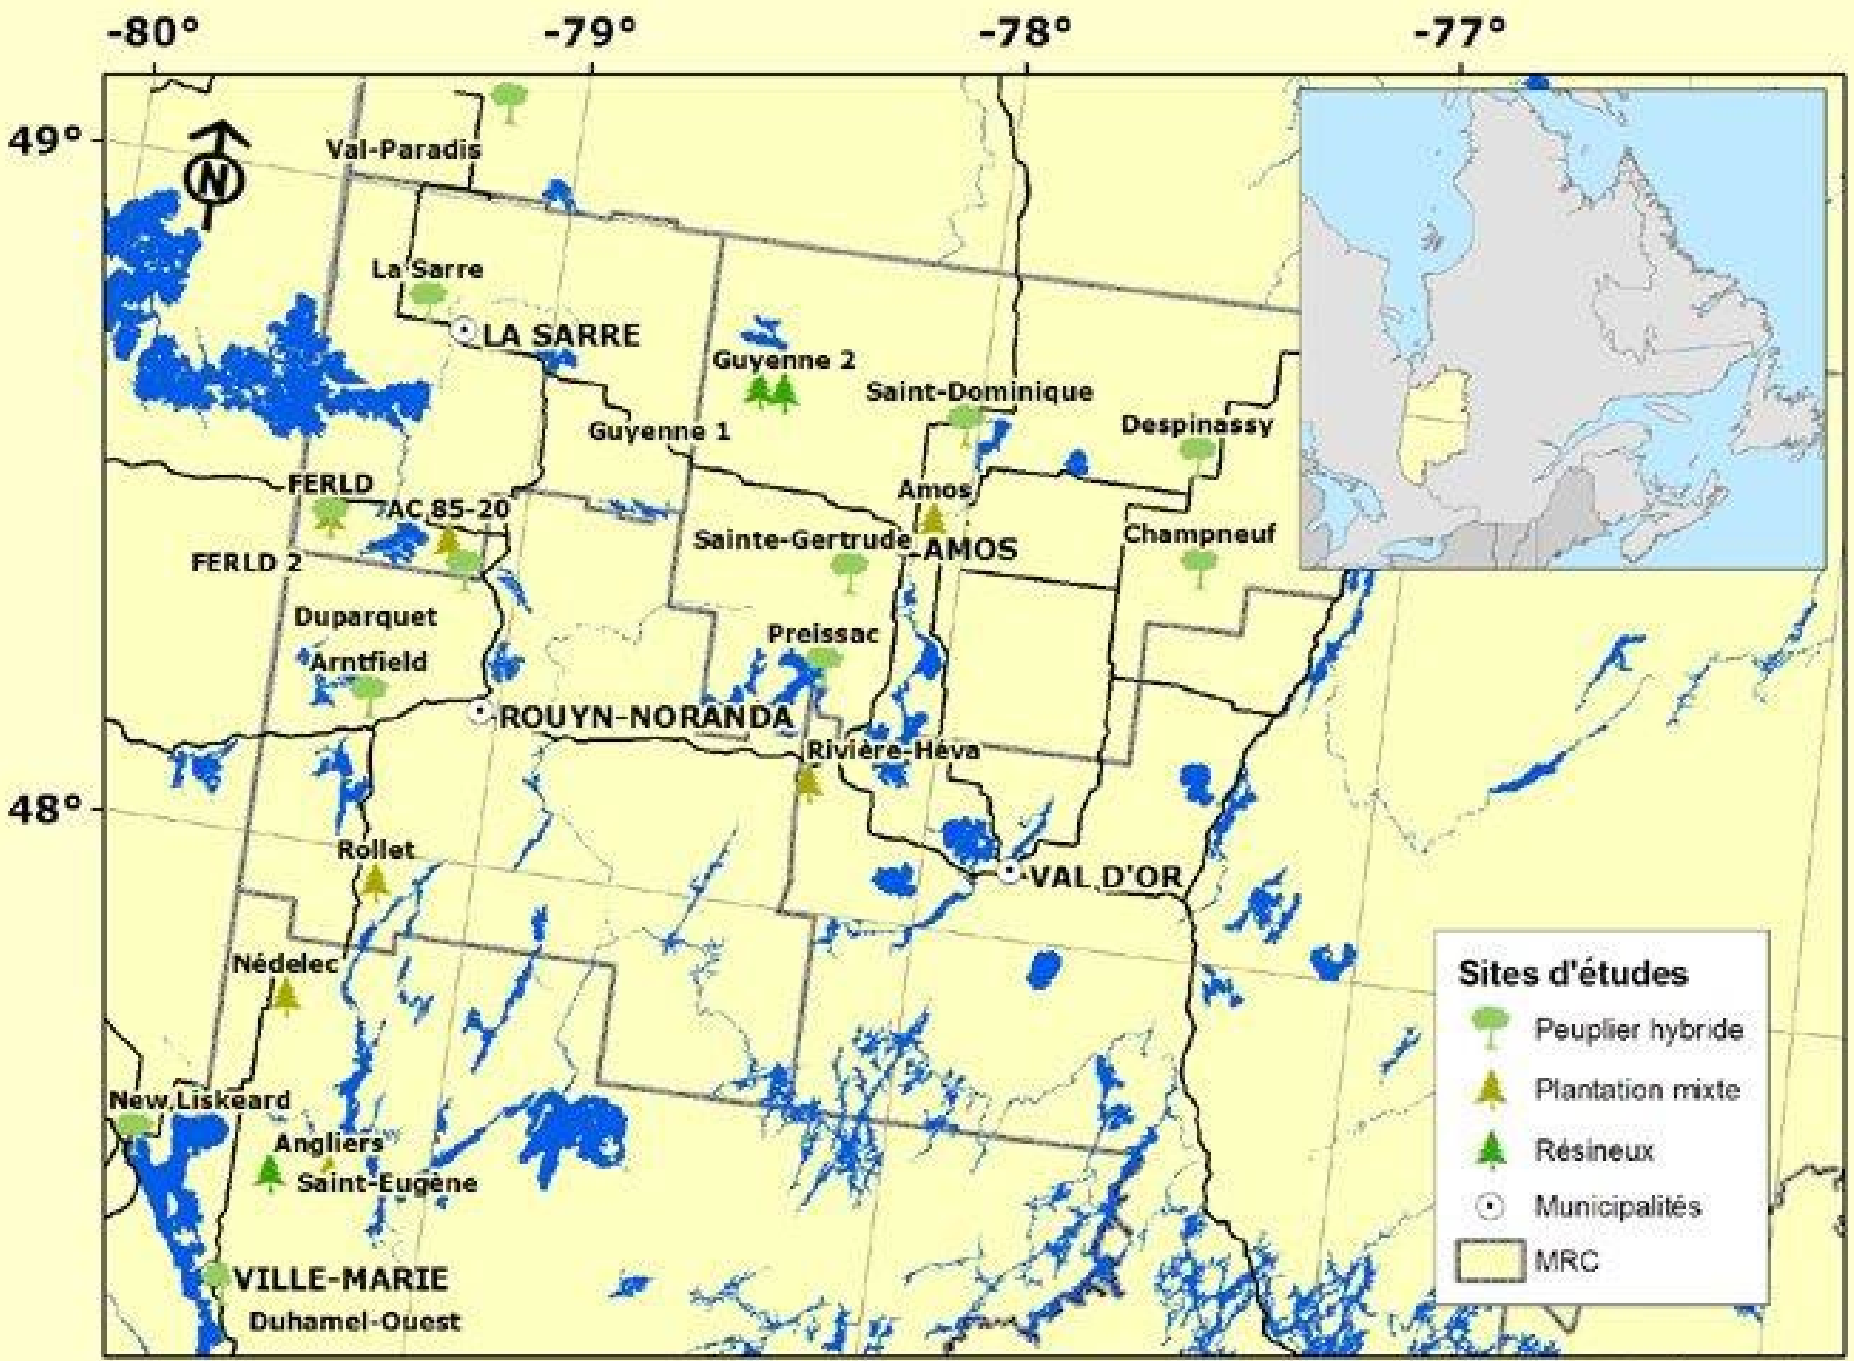 -80° -79° -78° -77°
49°
N
Val-Paradis
La Sarre
LA SARRE
Guyenne 2
Saint-Dominique
Guyenne 1
Despinassy
FERLD
AC 85-20
Amos
Sainte-Gertrude
AMOS
Champneuf
FERLD 2
Duparquet
Preissac
Arntfield
ROUYN-NORANDA
Rivière-Héva
48°
Rollet
VAL D'OR
Nédelec
New Liskeard
Angliers
Saint-Eugène
VILLE-MARIE
Duhamel-Ouest
Sites d'études
Peuplier hybride
Plantation mixte
Résineux
Municipalités
MRC